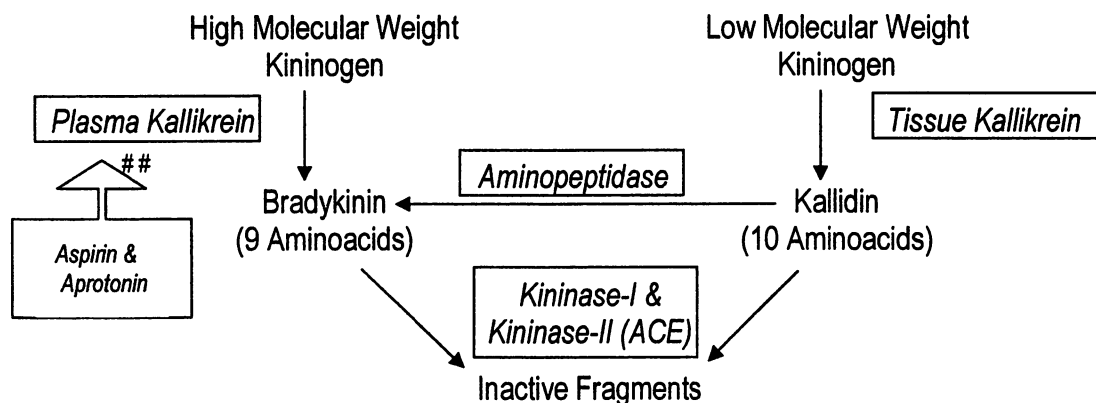 High Molecular Weight
Kininogen
Low Molecular Weight
Kininogen
Plasma Kallikrein
Tissue Kallikrein
##
Aminopeptidase
Bradykinin
(9 Aminoacids)
Kallidin
(10 Aminoacids)
Aspirin &
Aprotonin
Kininase-I &
Kininase-II (ACE)
Inactive Fragments